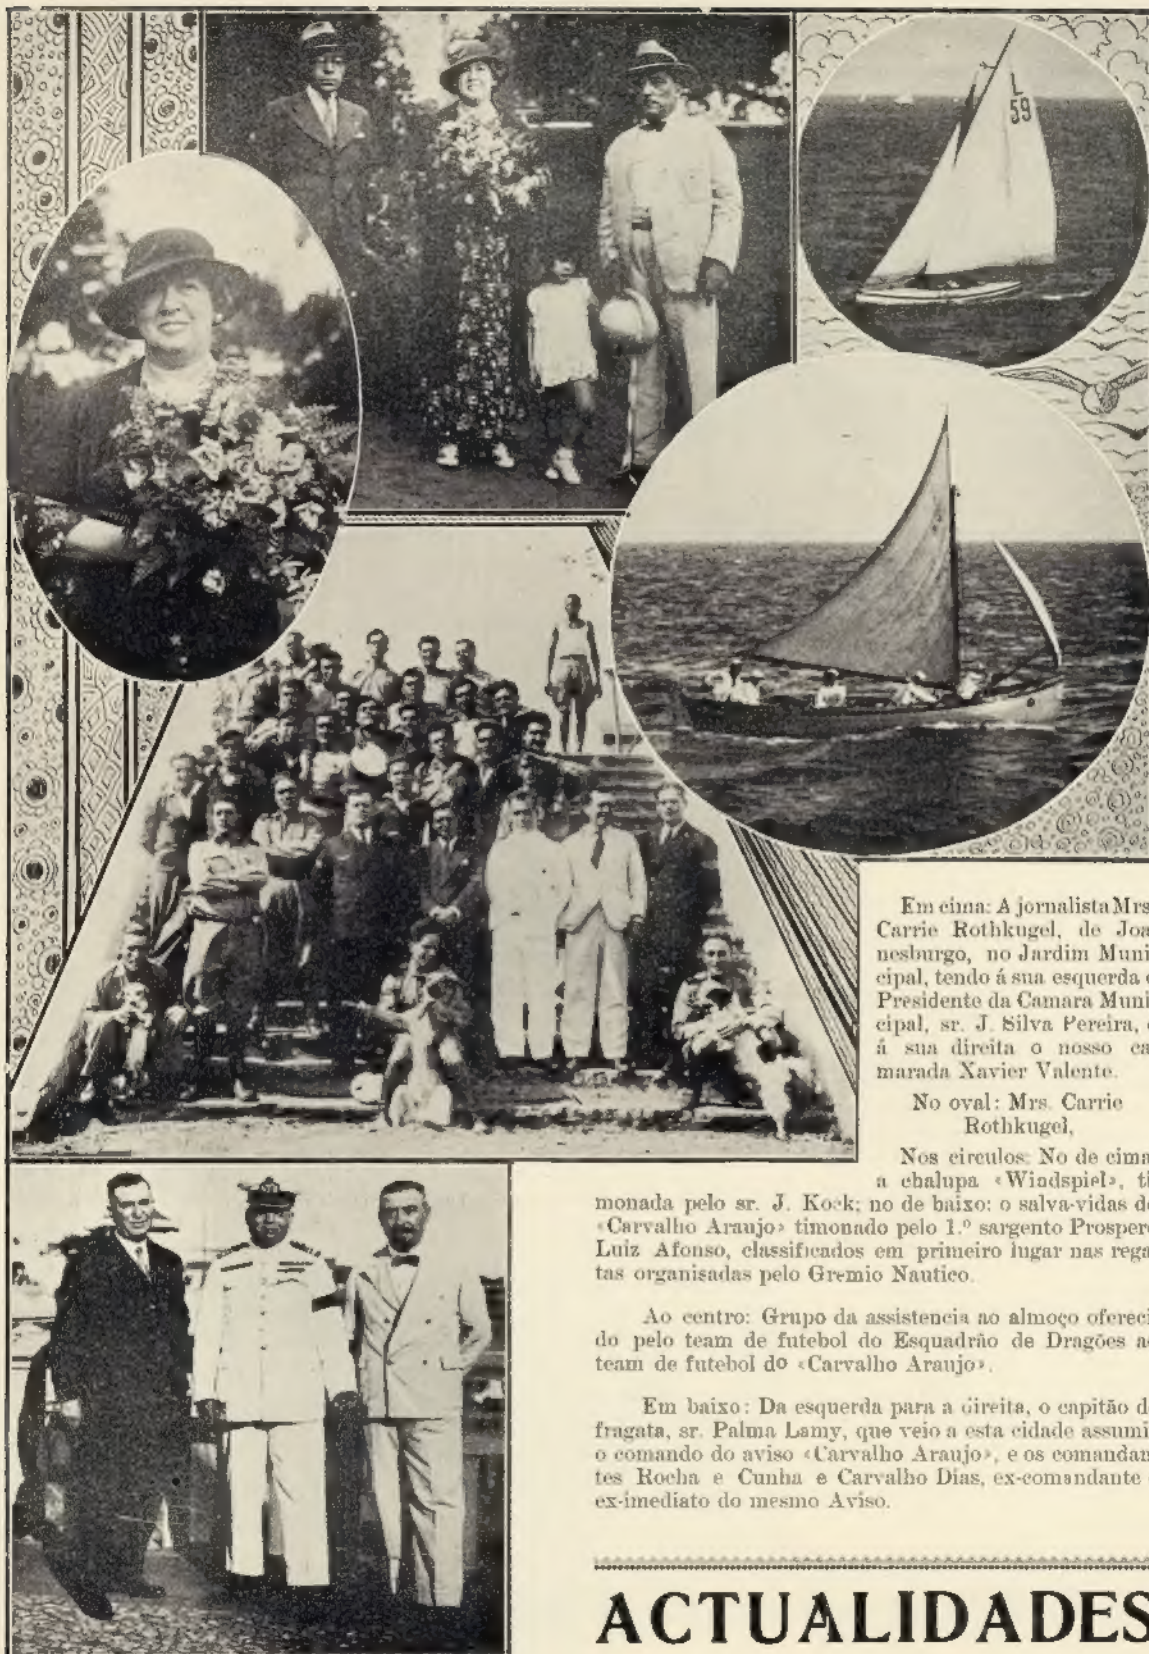 L
59
Em cima: A jornalista Mrs
Carrie Rothkugel, de Joa
nesburgo, no Jardim Muni
cipal, tendo á sua esquerda
Presidente da Camara Muni
cipal, sr. J. Silva Pereira,
á sua direita o nosso ca
marada Xavier Valente.
No oval: Mrs. Carrie
Rothkugel,
Nos circulos: No de cima
a chalupa «Windspiel», ti
monada pelo sr. J. Kock; no de baixo: o salva-vidas d
«Carvalho Araujo» timonado pelo 1.º sargento Prosper
Luiz Afonso, classificados em primeiro lugar nas rega
tas organisadas pelo Gremio Nautico.
Ao centro: Grupo da assistencia ao almoço ofereci
do pelo team de futebol do Esquadrão de Dragões a
team de futebol do «Carvalho Araujo».
Em baixo: Da esquerda para a direita, o capitão d
fragata, sr. Palma Lamy, que veio a esta cidade assumi
o comando do aviso «Carvalho Araujo», e os comandan
tes Rocha e Cunha e Carvalho Dias, ex-comandante
ex-imediato do mesmo Aviso.
ACTUALIDADES